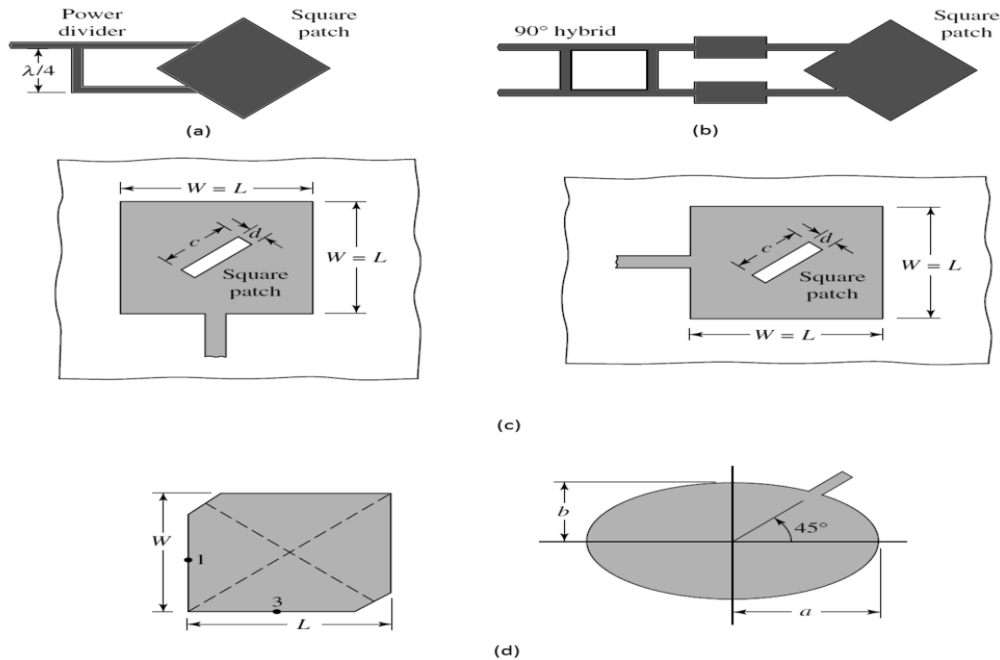 Power
divider
Square
patch
λ/4
(a)
90° hybrid
Square
patch
(b)
W = L
c
d
W = L
Square
patch
c
d
W = L
Square
patch
W = L
(c)
W
1
3
L
b
45°
a
(d)